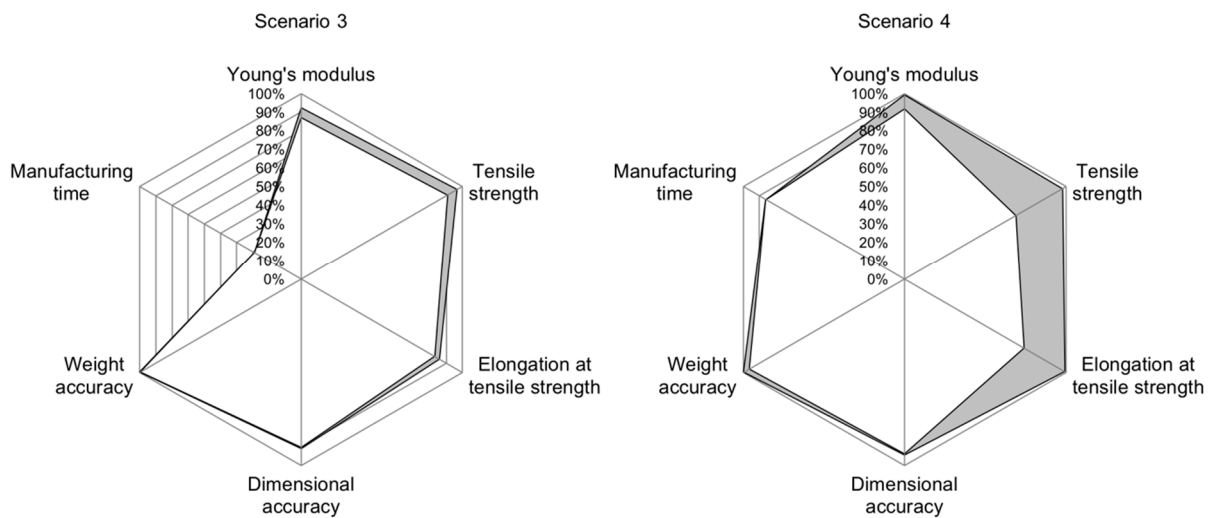 Scenario 3
Young's modulus
100%
90%
80%
70%
60%
50%
40%
30%
20%
10%
0%
Manufacturing
time
Tensile
strength
Weight
accuracy
Elongation at
tensile strength
Dimensional
accuracy
Scenario 4
Young's modulus
100%
90%
80%
70%
60%
50%
40%
30%
20%
10%
0%
Manufacturing
time
Tensile
strength
Weight
accuracy
Elongation at
tensile strength
Dimensional
accuracy